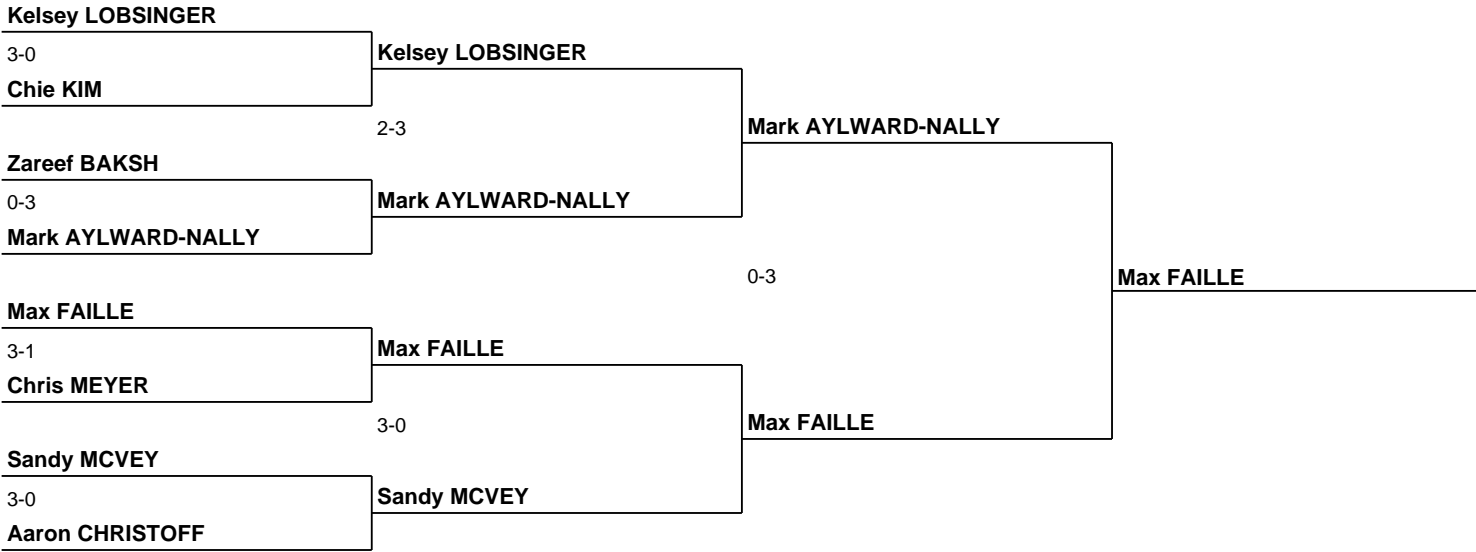 Kelsey LOBSINGER
3-0
Chie KIM
Zareef BAKSH
0-3
Mark AYLWARD-NALLY
Max FAILLE
3-1
Chris MEYER
Sandy MCVEY
3-0
Aaron CHRISTOFF
Kelsey LOBSINGER
2-3
Mark AYLWARD-NALLY
Max FAILLE
3-0
Sandy MCVEY
Mark AYLWARD-NALLY
0-3
Max FAILLE
Max FAILLE